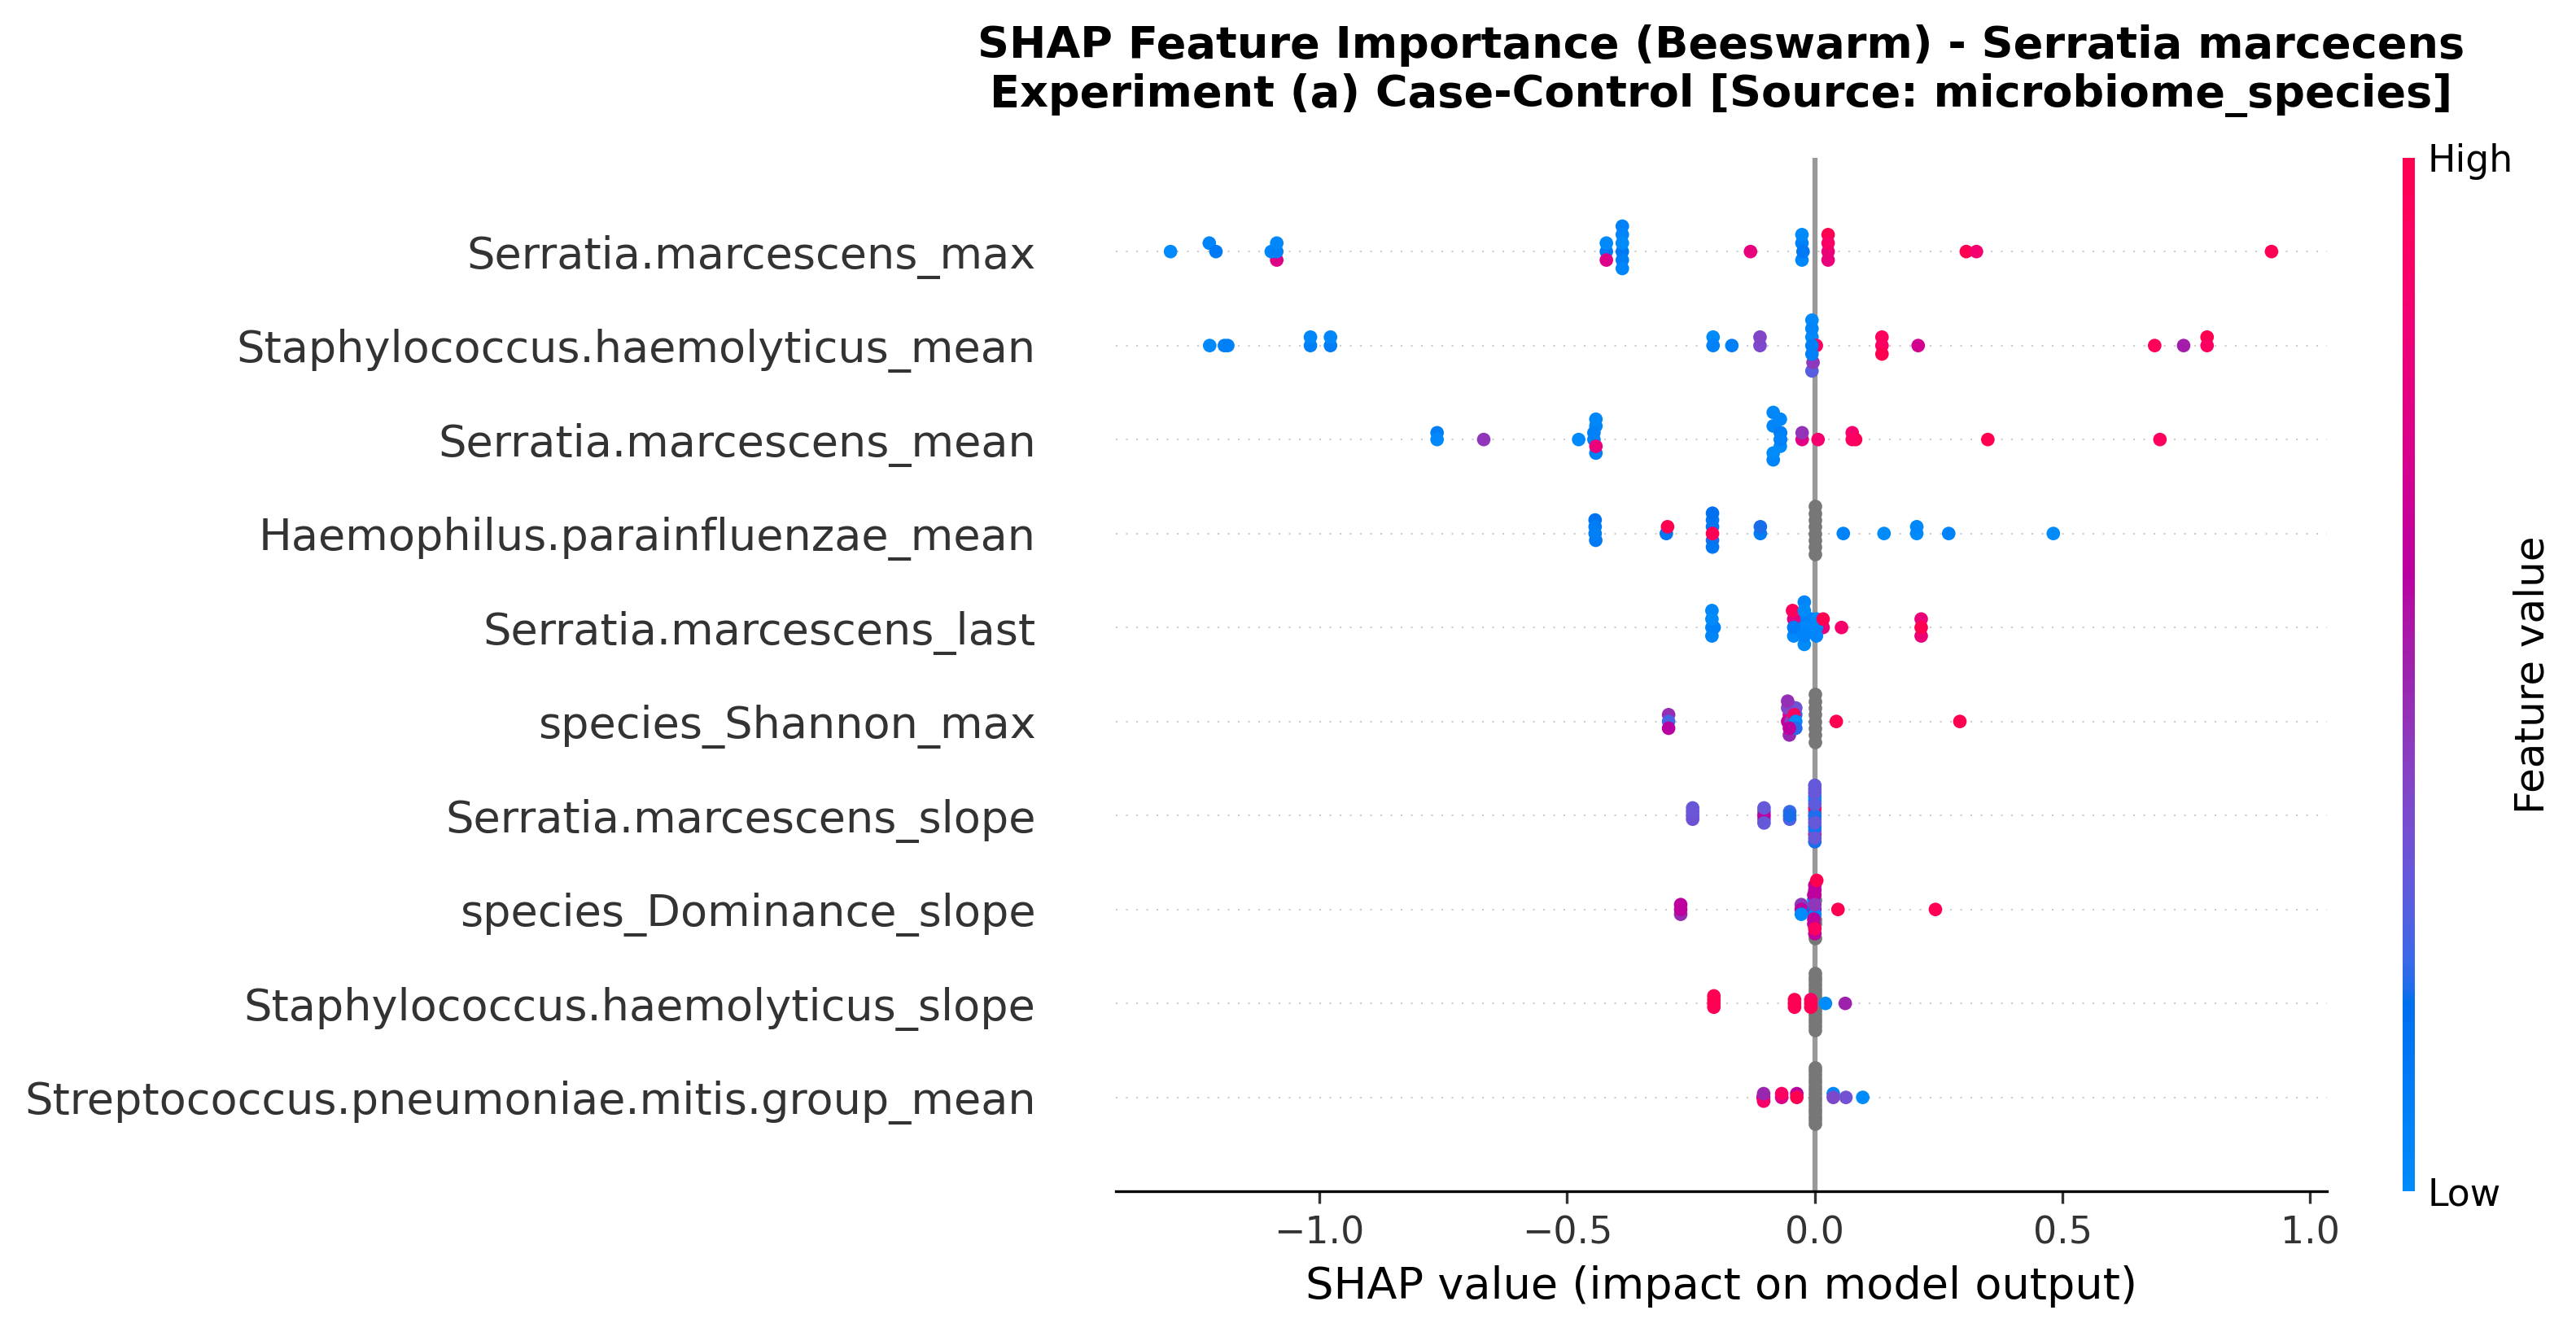 SHAP Feature Importance (Beeswarm) - Serratia marcecens
Experiment (a) Case-Control [Source: microbiome_species]
High
Serratia.marcescens_max
Staphylococcus.haemolyticus_mean
Serratia.marcescens_mean
Haemophilus.parainfluenzae_mean
Serratia.marcescens_last
species_Shannon_max
Serratia.marcescens_slope
species_Dominance_slope
Staphylococcus.haemolyticus_slope
Streptococcus.pneumoniae.mitis.group_mean
Feature value
Low
−1.0 −0.5 0.0 0.5 1.0
SHAP value (impact on model output)